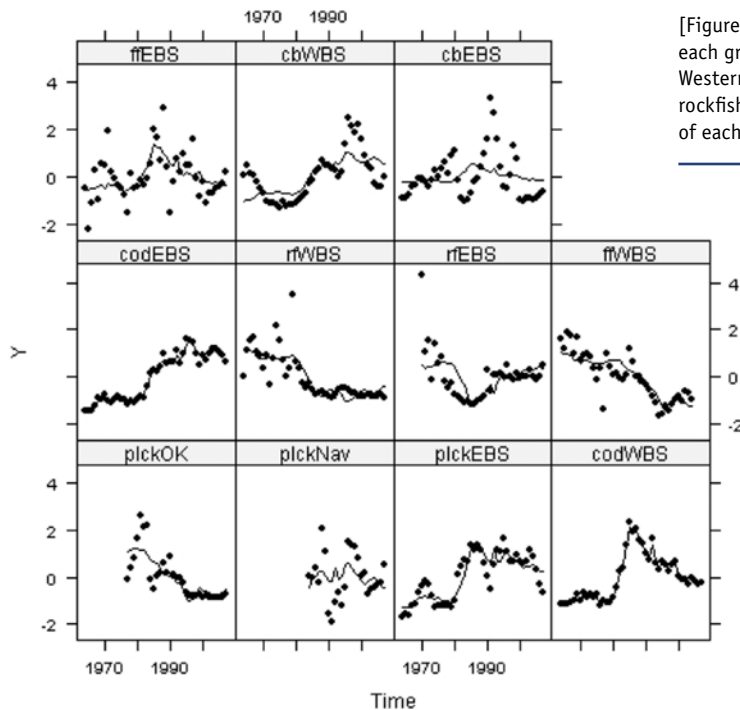 1970 1990
[Figure
each gr
Western
rockfish
of each
ffEBS cbWBS cbEBS
4
2
0
-2
codEBS rfWBS rfEBS ffWBS
4
2
0
-2
Y
plckOK plckNav plckEBS codWBS
4
2
0
-2
1970 1990 1970 1990
Time